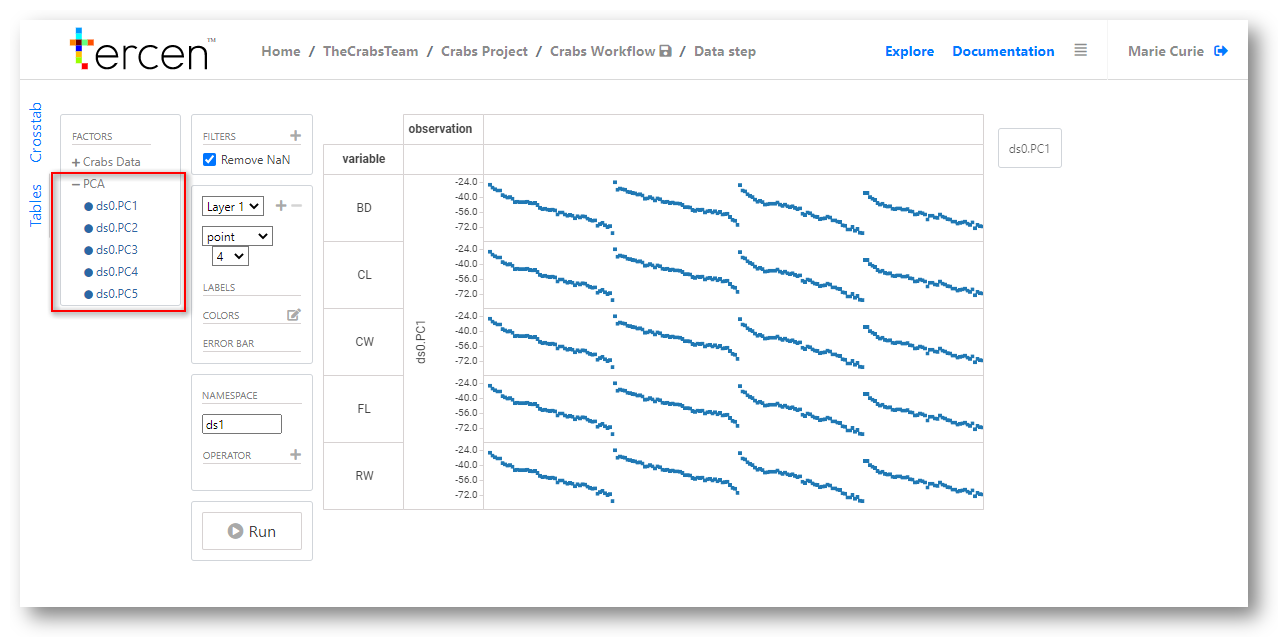 tercen™
Home / TheCrabsTeam / Crabs Project / Crabs Workflow / Data step
Explore
Documentation
Marie Curie
Crosstab
Tables
FACTORS
+ Crabs Data
− PCA
ds0.PC1
ds0.PC2
ds0.PC3
ds0.PC4
ds0.PC5
FILTERS
Remove NaN
Layer 1
point
4
LABELS
COLORS
ERROR BAR
NAMESPACE
ds1
OPERATOR
Run
observation
variable
ds0.PC1
BD
-24.0
-40.0
-56.0
-72.0
CL
-24.0
-40.0
-56.0
-72.0
CW
-24.0
-40.0
-56.0
-72.0
FL
-24.0
-40.0
-56.0
-72.0
RW
-24.0
-40.0
-56.0
-72.0
ds0.PC1